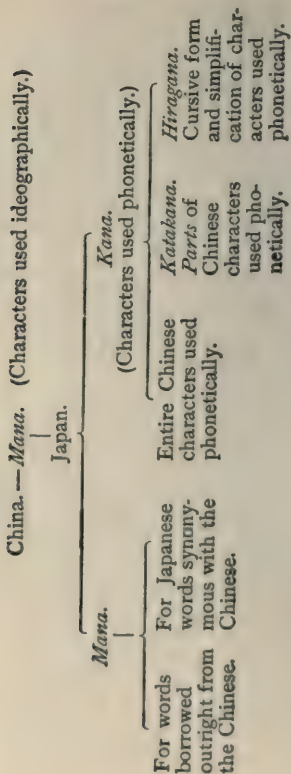 China.—Mana. (Characters used ideographically.)
Japan.
Mana.
Kana.
(Characters used phonetically.)
For words
borrowed
outright from
the Chinese.
For Japanese
words synony-
mous with the
Chinese.
Entire Chinese
characters used
phonetically.
Katakana.
Parts of
Chinese
characters
used pho-
netically.
Hiragana.
Cursive form
and simplifi-
cation of char-
acters used
phonetically.